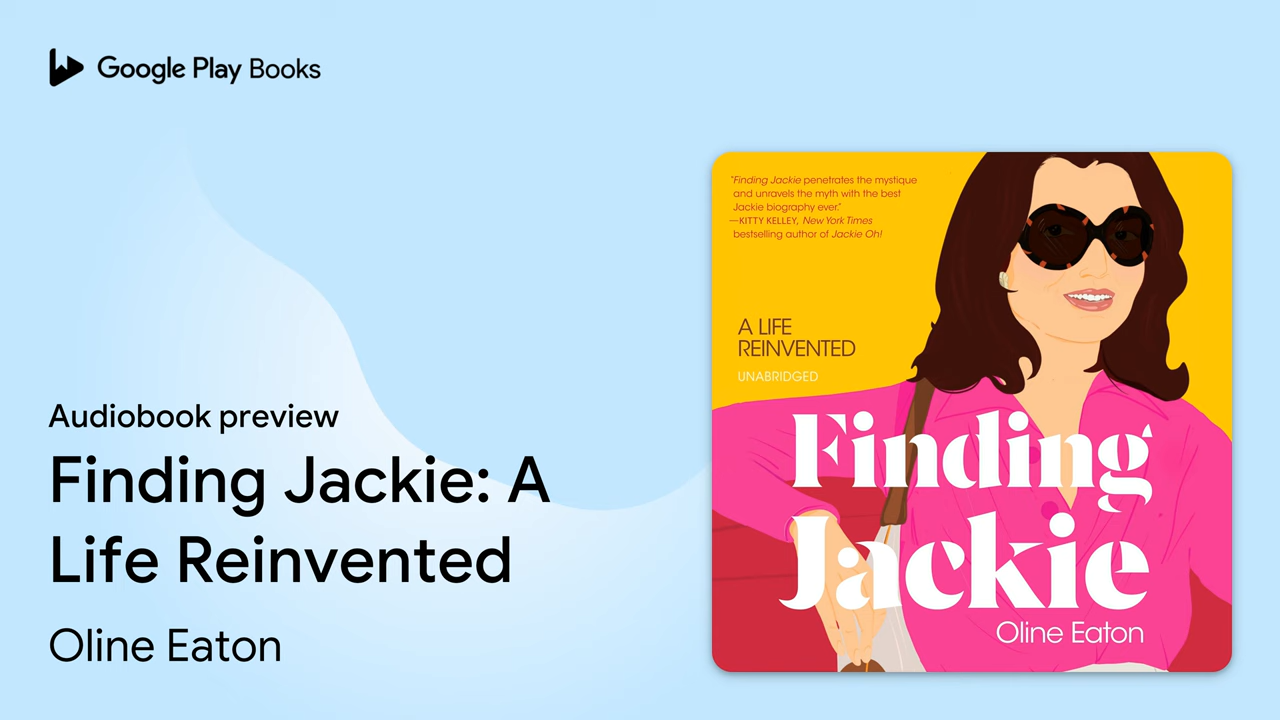 Google Play Books
Audiobook preview
Finding Jackie: A
Life Reinvented
Oline Eaton
"Finding Jackie penetrates the mystique
and unravels the myth with the best
Jackie biography ever."
—KITTY KELLEY, New York Times
bestselling author of Jackie Oh!
A LIFE
REINVENTED
UNABRIDGED
Finding
Jackie
Oline Eaton